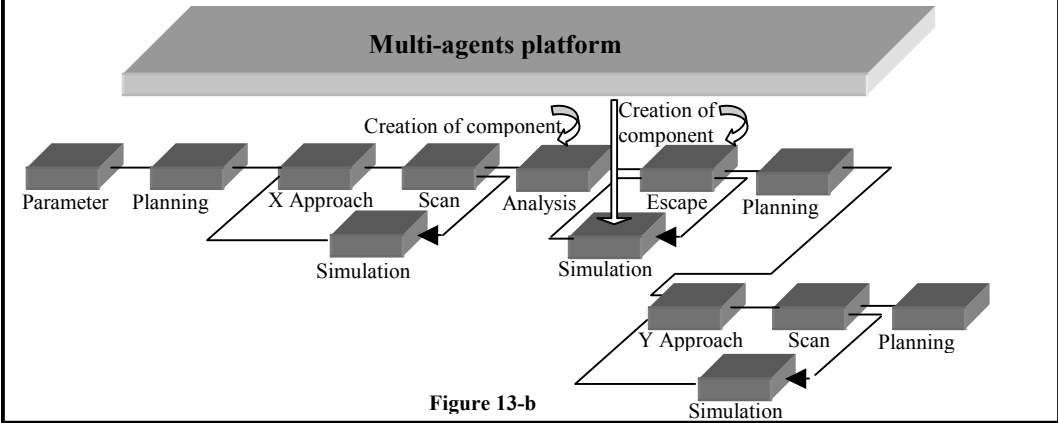 Multi-agents platform
Creation of component
Creation of
component
Parameter
Planning
X Approach
Scan
Analysis
Escape
Planning
Simulation
Simulation
Y Approach
Scan
Planning
Simulation
Figure 13-b